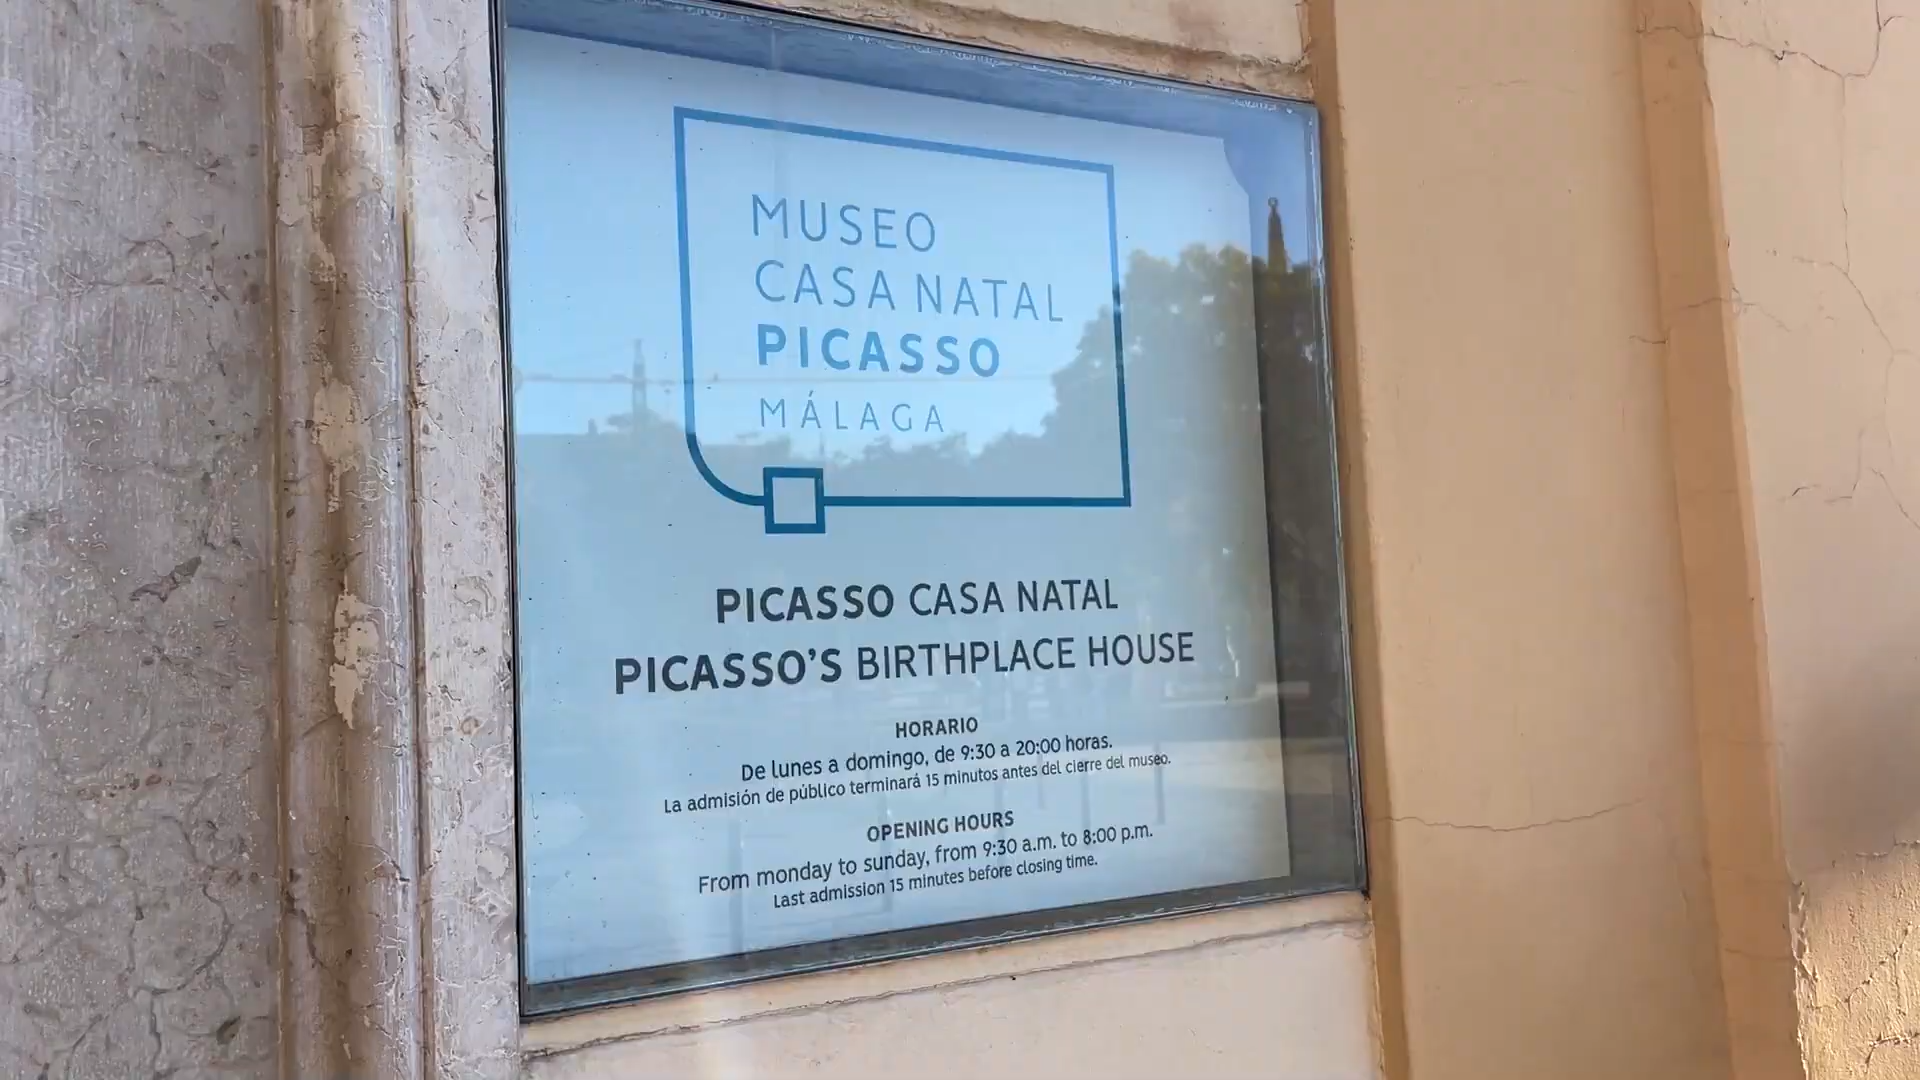 MUSEO
CASA NATAL
PICASSO
MÁLAGA
PICASSO CASA NATAL
PICASSO'S BIRTHPLACE HOUSE
HORARIO
De lunes a domingo, de 9:30 a 20:00 horas.
La admisión de público terminará 15 minutos antes del cierre del museo.
OPENING HOURS
From monday to sunday, from 9:30 a.m. to 8:00 p.m.
Last admission 15 minutes before closing time.